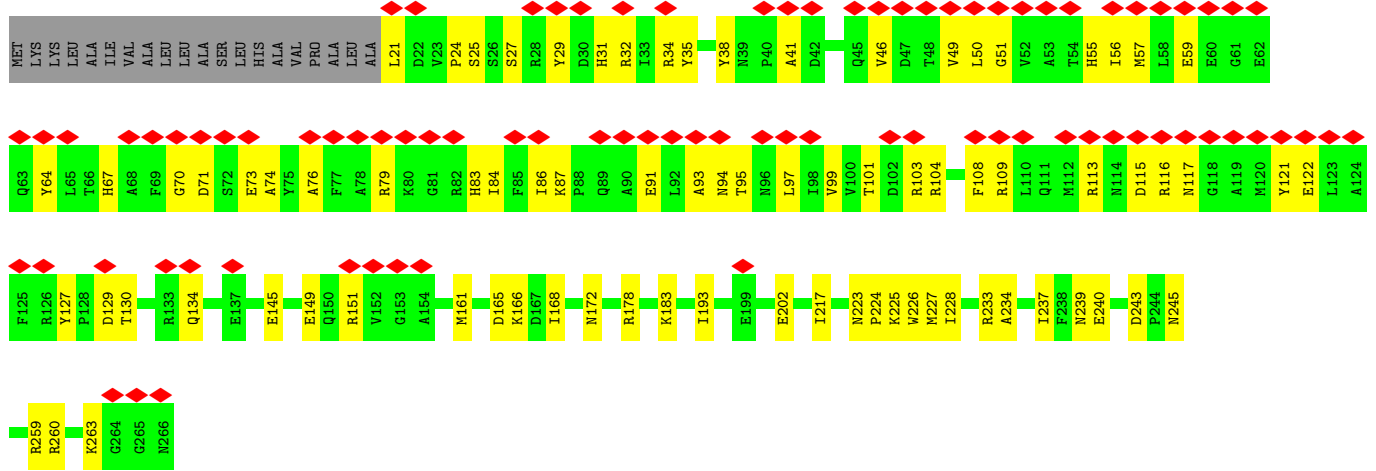 MET LYS LYS LEU ALA ILE VAL ALA LEU LEU ALA SER LEU HIS ALA VAL PRO ALA LEU ALA L21 D22 V23 P24 S25 S26 S27 R28 Y29 D30 H31 R32 I33 R34 Y35 Y38 N39 P40 A41 D42 Q45 V46 D47 T48 V49 L50 G51 V52 A53 T54 H55 I56 M57 L58 E59 E60 G61 E62
Q63 Y64 L65 T66 H67 A68 F69 G70 D71 S72 E73 A74 Y75 A76 F77 A78 R79 K80 G81 R82 H83 I84 F85 I86 K87 P88 Q89 A90 E91 L92 A93 N94 T95 N96 L97 I98 V99 V100 T101 D102 R103 R104 F108 R109 L110 Q111 M112 R113 N114 D115 R116 N117 G118 A119 M120 Y121 E122 L123 A124
F125 R126 Y127 P128 D129 T130 R133 Q134 E137 E145 E149 Q150 R151 V152 G153 A154 M161 D165 K166 D167 I168 N172 R178 K183 I193 E199 E202 I217 N223 P224 K225 W226 M227 I228 R233 A234 I237 F238 N239 E240 D243 P244 N245
R259 R260 K263 G264 G265 N266